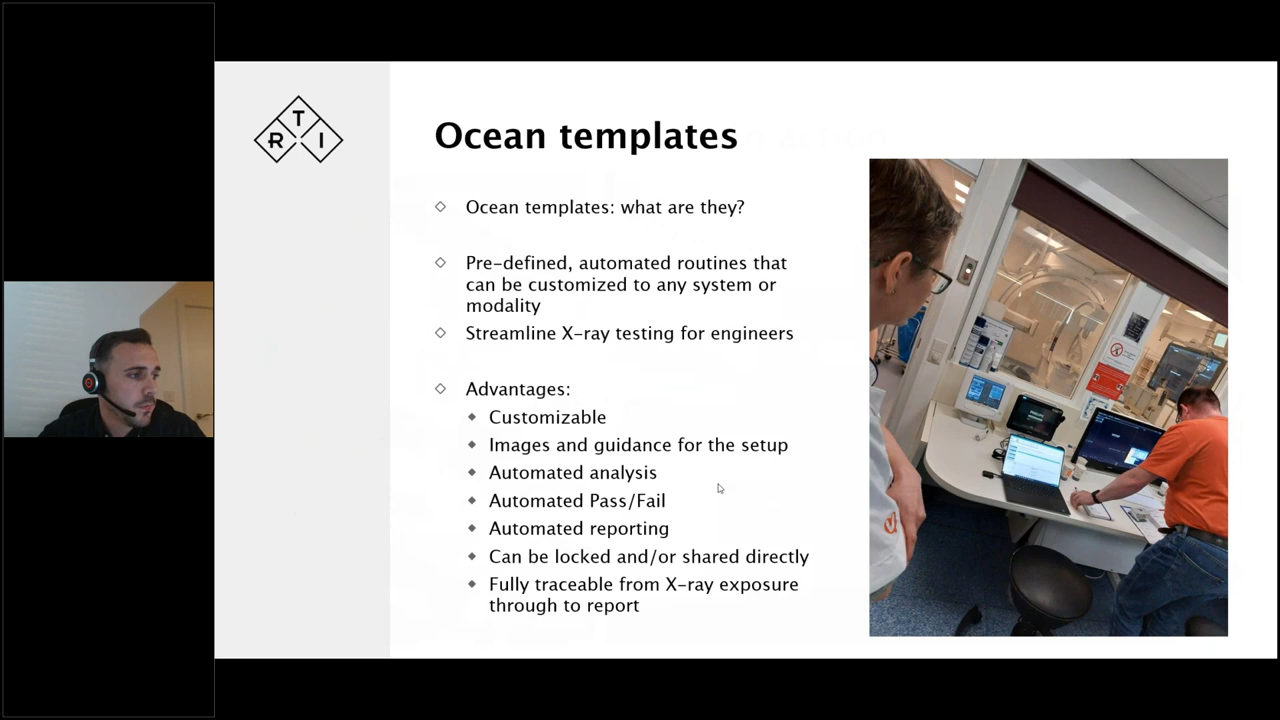 T
R I
Ocean templates
Ocean templates: what are they?
Pre-defined, automated routines that
can be customized to any system or
modality
Streamline X-ray testing for engineers
Advantages:
Customizable
Images and guidance for the setup
Automated analysis
Automated Pass/Fail
Automated reporting
Can be locked and/or shared directly
Fully traceable from X-ray exposure
through to report